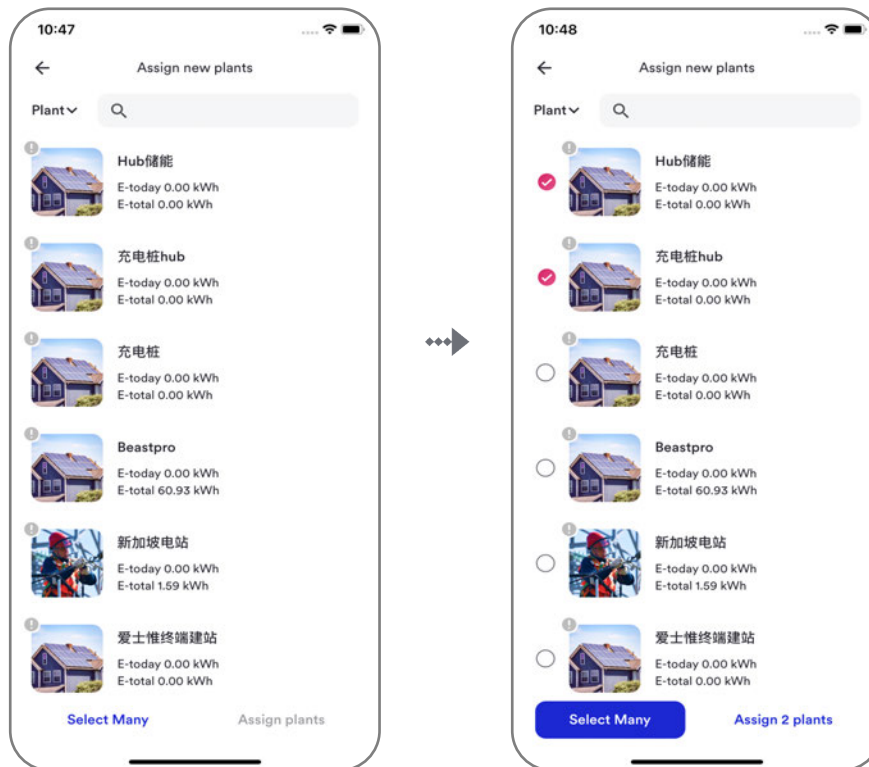 10:47
Assign new plants
Plant
Hub储能
E-today 0.00 kWh
E-total 0.00 kWh
充电桩hub
E-today 0.00 kWh
E-total 0.00 kWh
充电桩
E-today 0.00 kWh
E-total 0.00 kWh
Beastpro
E-today 0.00 kWh
E-total 60.93 kWh
新加坡电站
E-today 0.00 kWh
E-total 1.59 kWh
爱士惟终端建站
E-today 0.00 kWh
E-total 0.00 kWh
Select Many
Assign plants
10:48
Assign new plants
Plant
Hub储能
E-today 0.00 kWh
E-total 0.00 kWh
充电桩hub
E-today 0.00 kWh
E-total 0.00 kWh
充电桩
E-today 0.00 kWh
E-total 0.00 kWh
Beastpro
E-today 0.00 kWh
E-total 60.93 kWh
新加坡电站
E-today 0.00 kWh
E-total 1.59 kWh
爱士惟终端建站
E-today 0.00 kWh
E-total 0.00 kWh
Select Many
Assign 2 plants